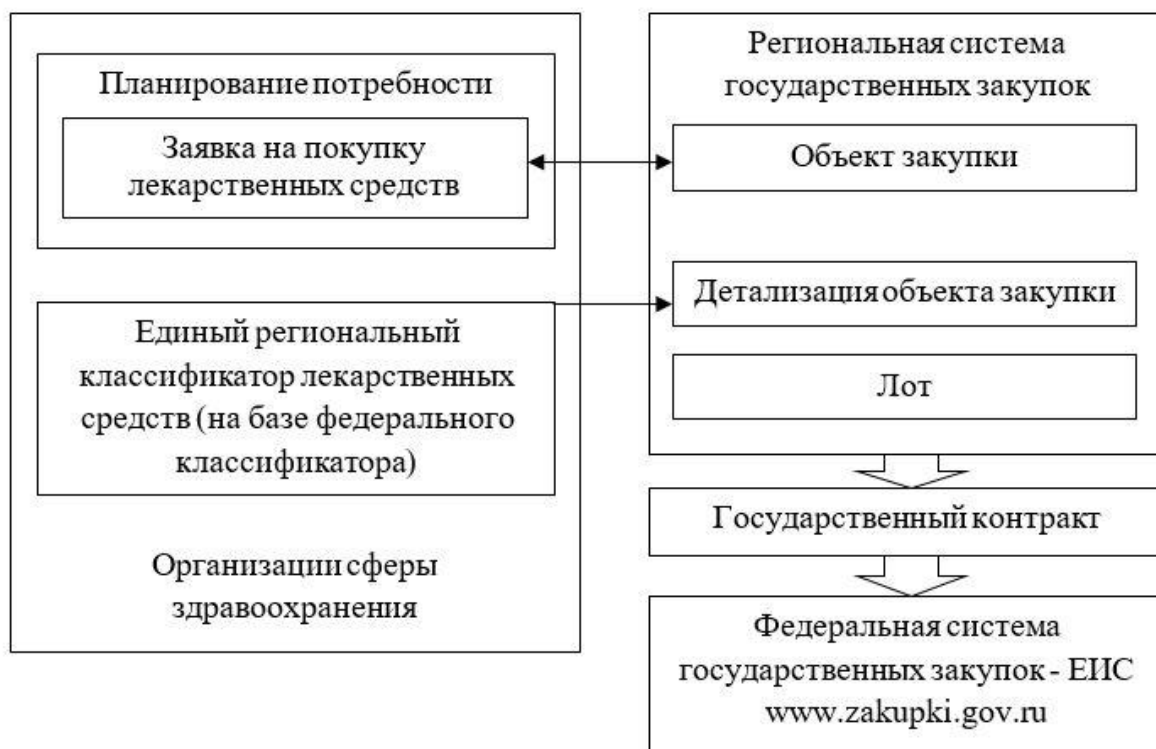 Планирование потребности
Заявка на покупку
лекарственных средств
Единый региональный
классификатор лекарственных
средств (на базе федерального
классификатора)
Организации сферы
здравоохранения
Региональная система
государственных закупок
Объект закупки
Детализация объекта закупки
Лот
Государственный контракт
Федеральная система
государственных закупок - ЕИС
www.zakupki.gov.ru